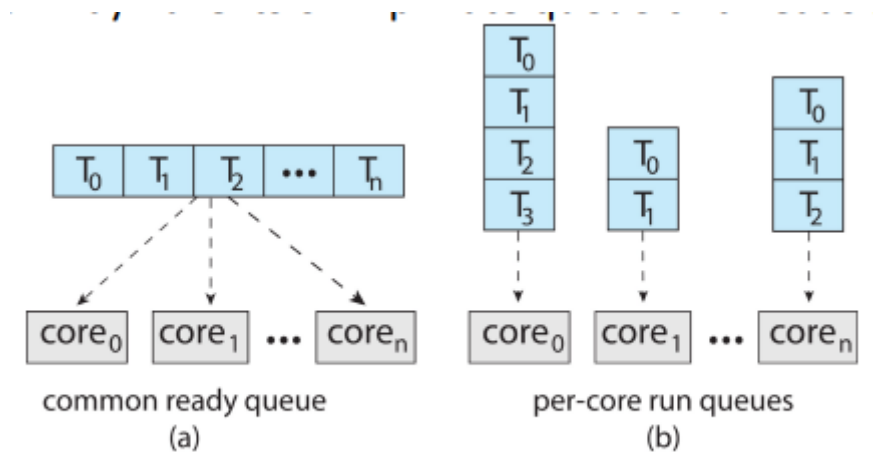 T0 T1 T2 ... Tn
core0 core1 ... coren
common ready queue
(a)
T0
T1
T2
T3
T0
T1
T0
T1
T2
core0 core1 ... coren
per-core run queues
(b)